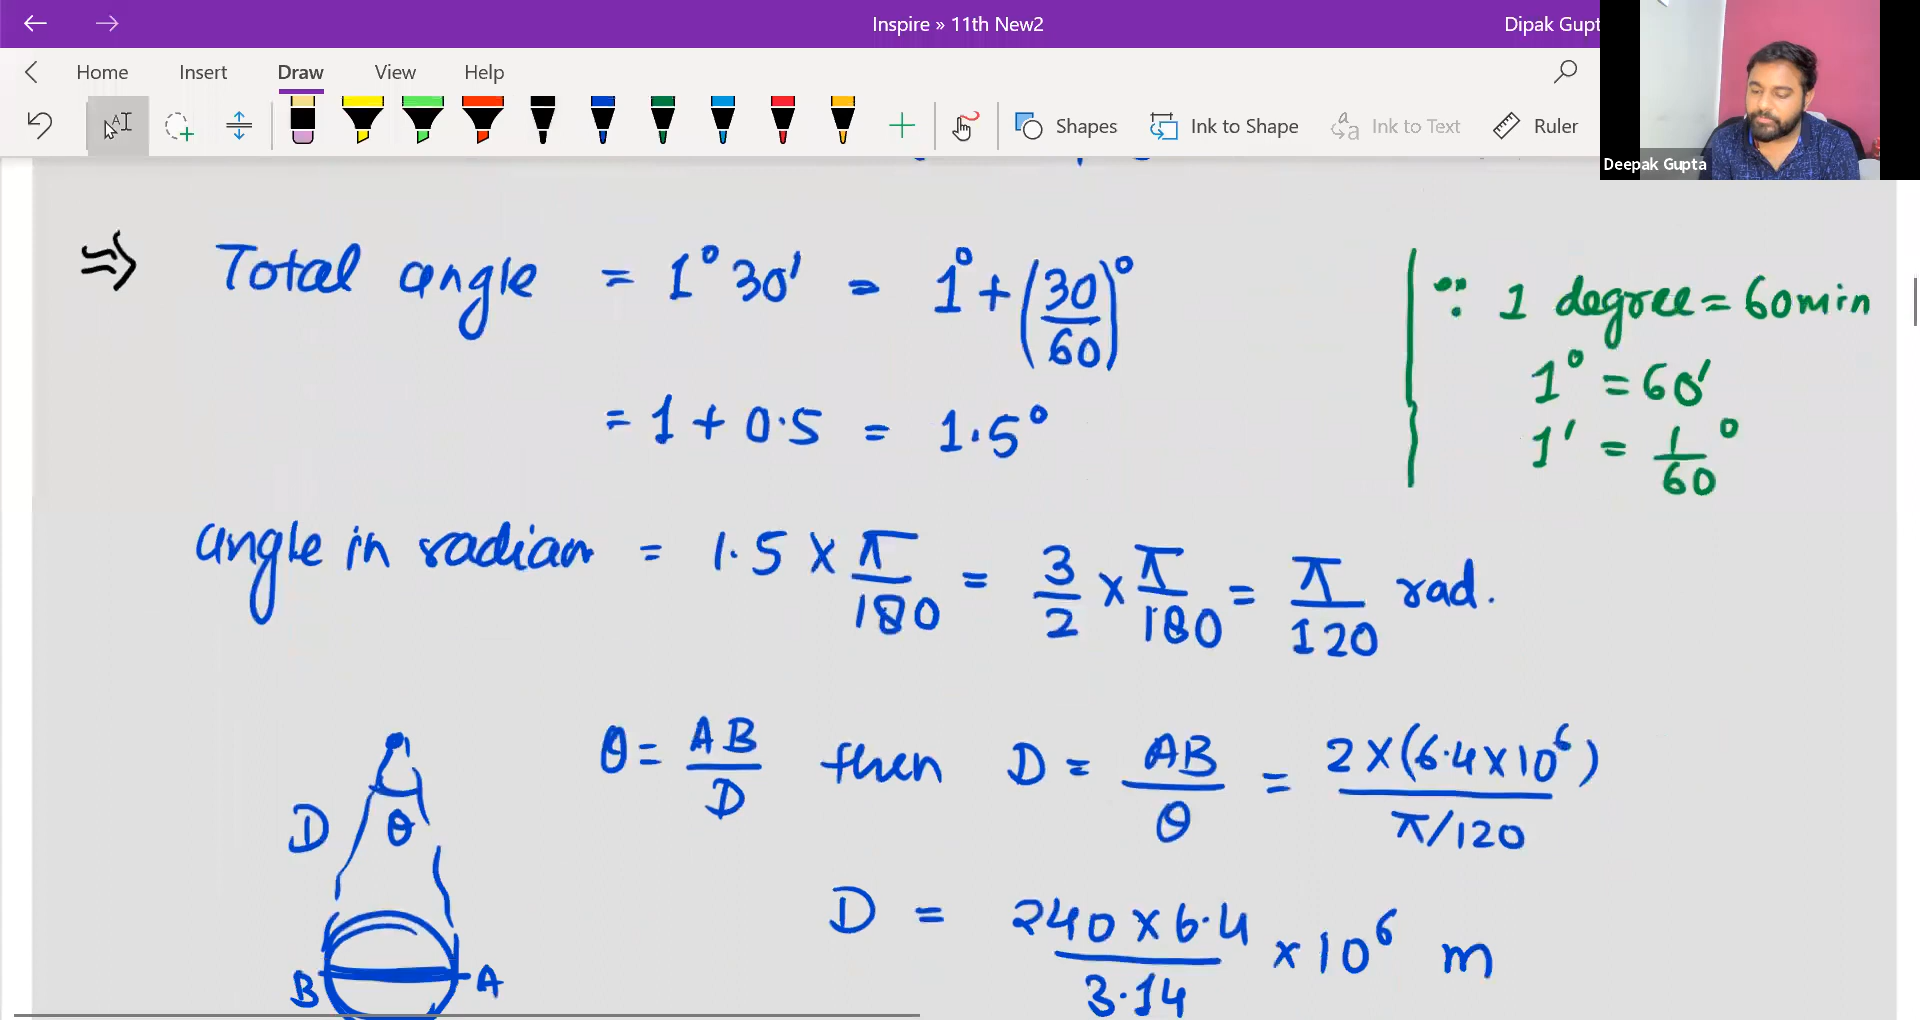 Inspire » 11th New2
Dipak Gupt
Home Insert Draw View Help
Shapes Ink to Shape Ink to Text Ruler
Deepak Gupta
⇒ Total angle = 1° 30' = 1° + (30/60)°
= 1 + 0.5 = 1.5°
∵ 1 degree = 60 min
1° = 60'
1' = 1/60 °
angle in radian = 1.5 × π/180 = 3/2 × π/180 = π/120 rad.
θ = AB/D then D = AB/θ = 2×(6.4×10⁶) / π/120
D θ
D = 240 × 6.4 / 3.14 × 10⁶ m
B A